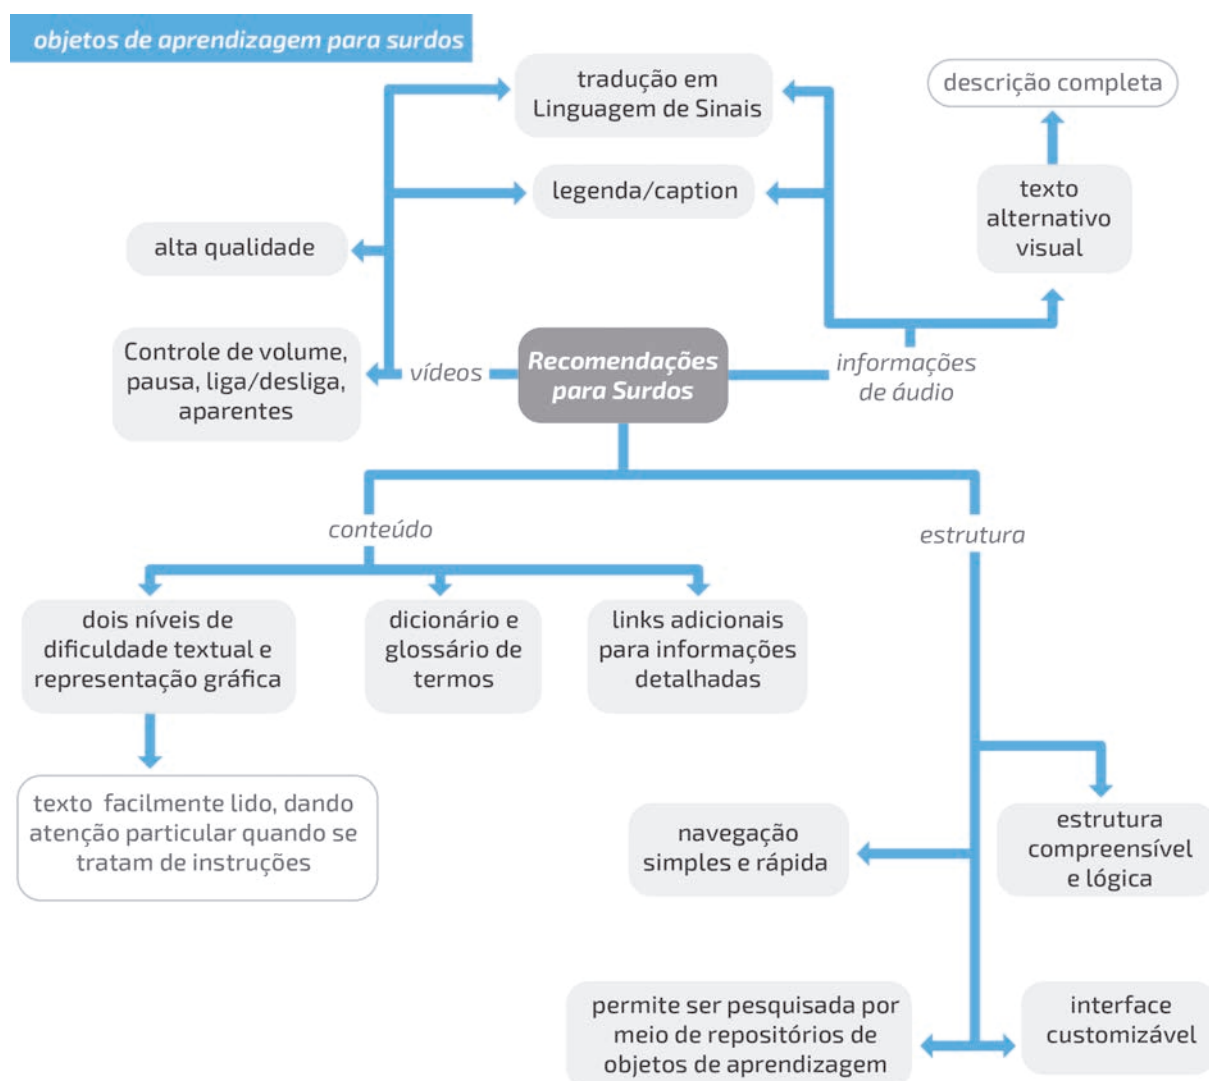 objetos de aprendizagem para surdos
tradução em
Linguagem de Sinais
descrição completa
legenda/caption
texto
alternativo
visual
alta qualidade
Controle de volume,
pausa, liga/desliga,
aparentes
vídeos
Recomendações
para Surdos
informações
de áudio
conteúdo
estrutura
dois níveis de
dificuldade textual e
representação gráfica
dicionário e
glossário de
termos
links adicionais
para informações
detalhadas
texto facilmente lido, dando
atenção particular quando se
tratam de instruções
navegação
simples e rápida
estrutura
compreensível
e lógica
permite ser pesquisada por
meio de repositórios de
objetos de aprendizagem
interface
customizável